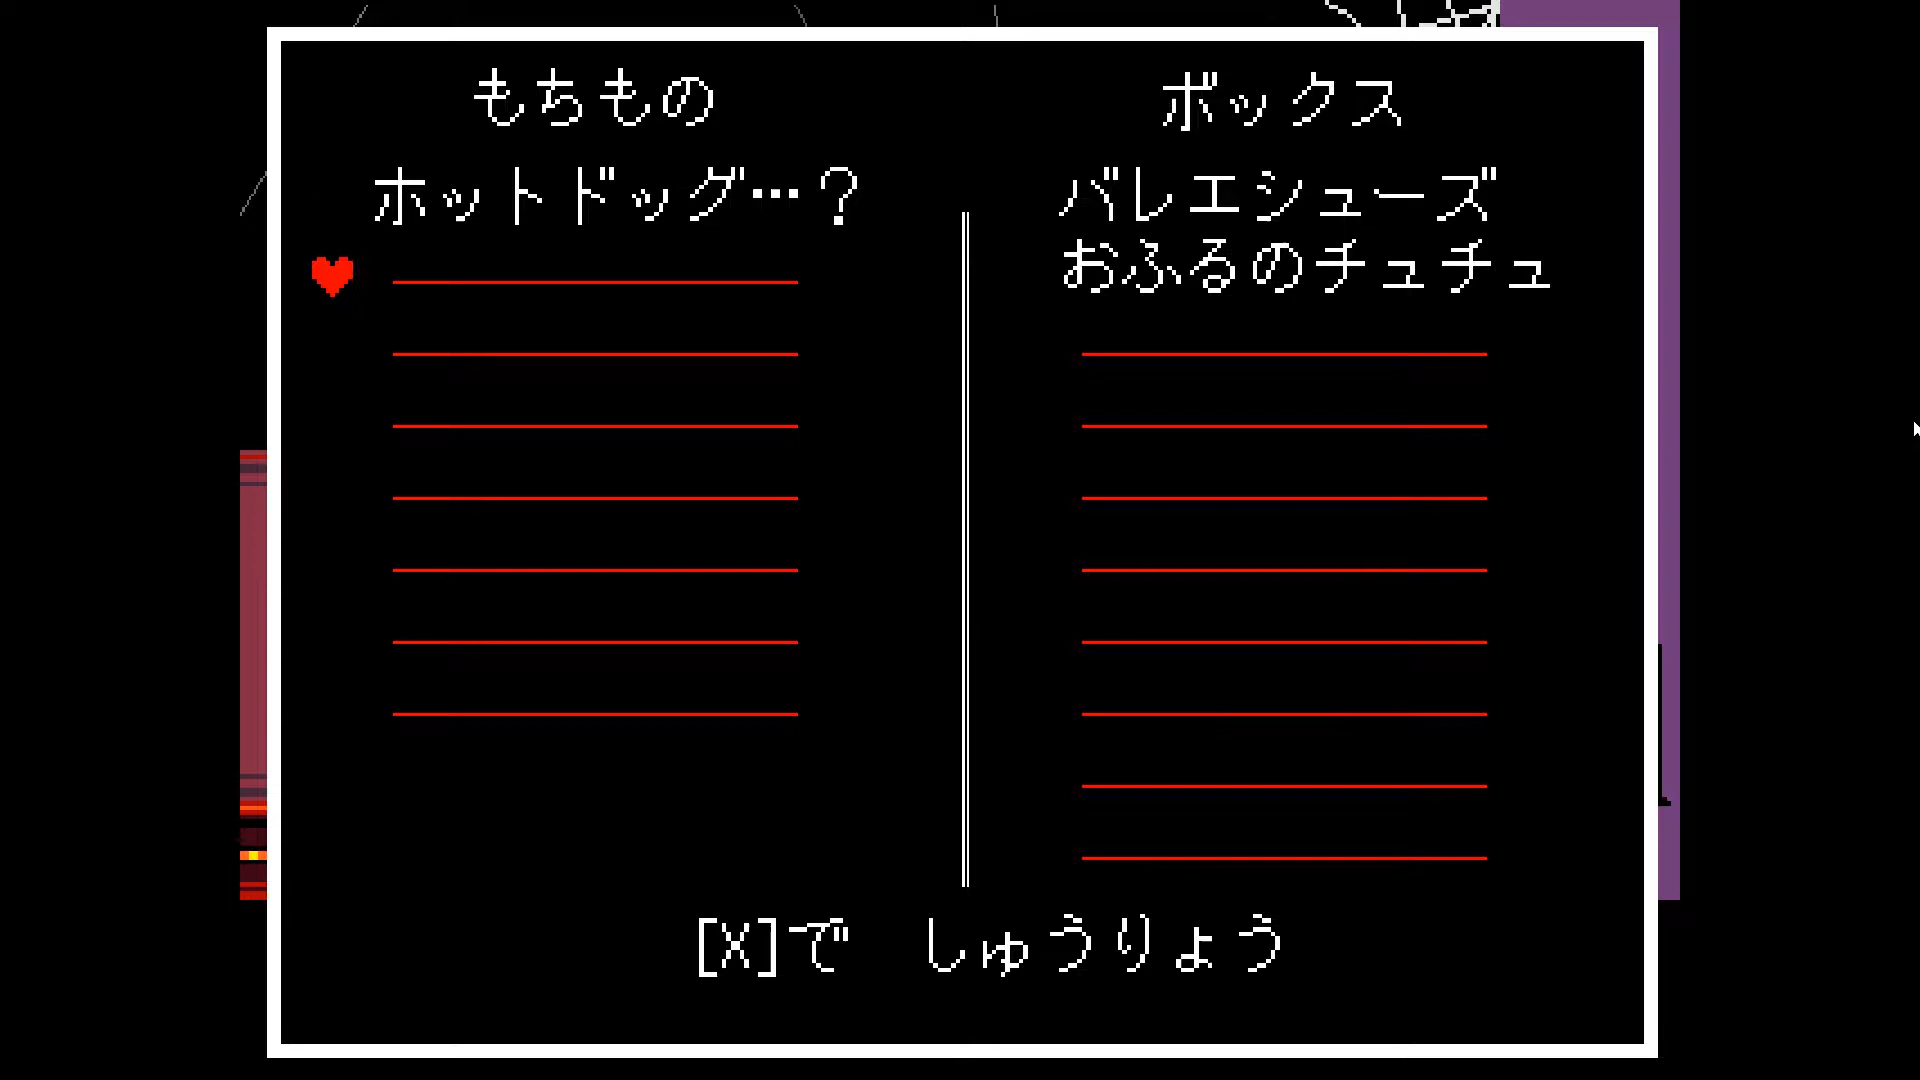 もちもの
ホットドッグ…？
ボックス
バレエシューズ
おふるのチュチュ
[X]で　しゅうりょう